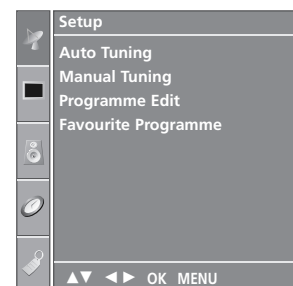 Setup
Auto Tuning
Manual Tuning
Programme Edit
Favourite Programme
▲▼ ◄► OK MENU